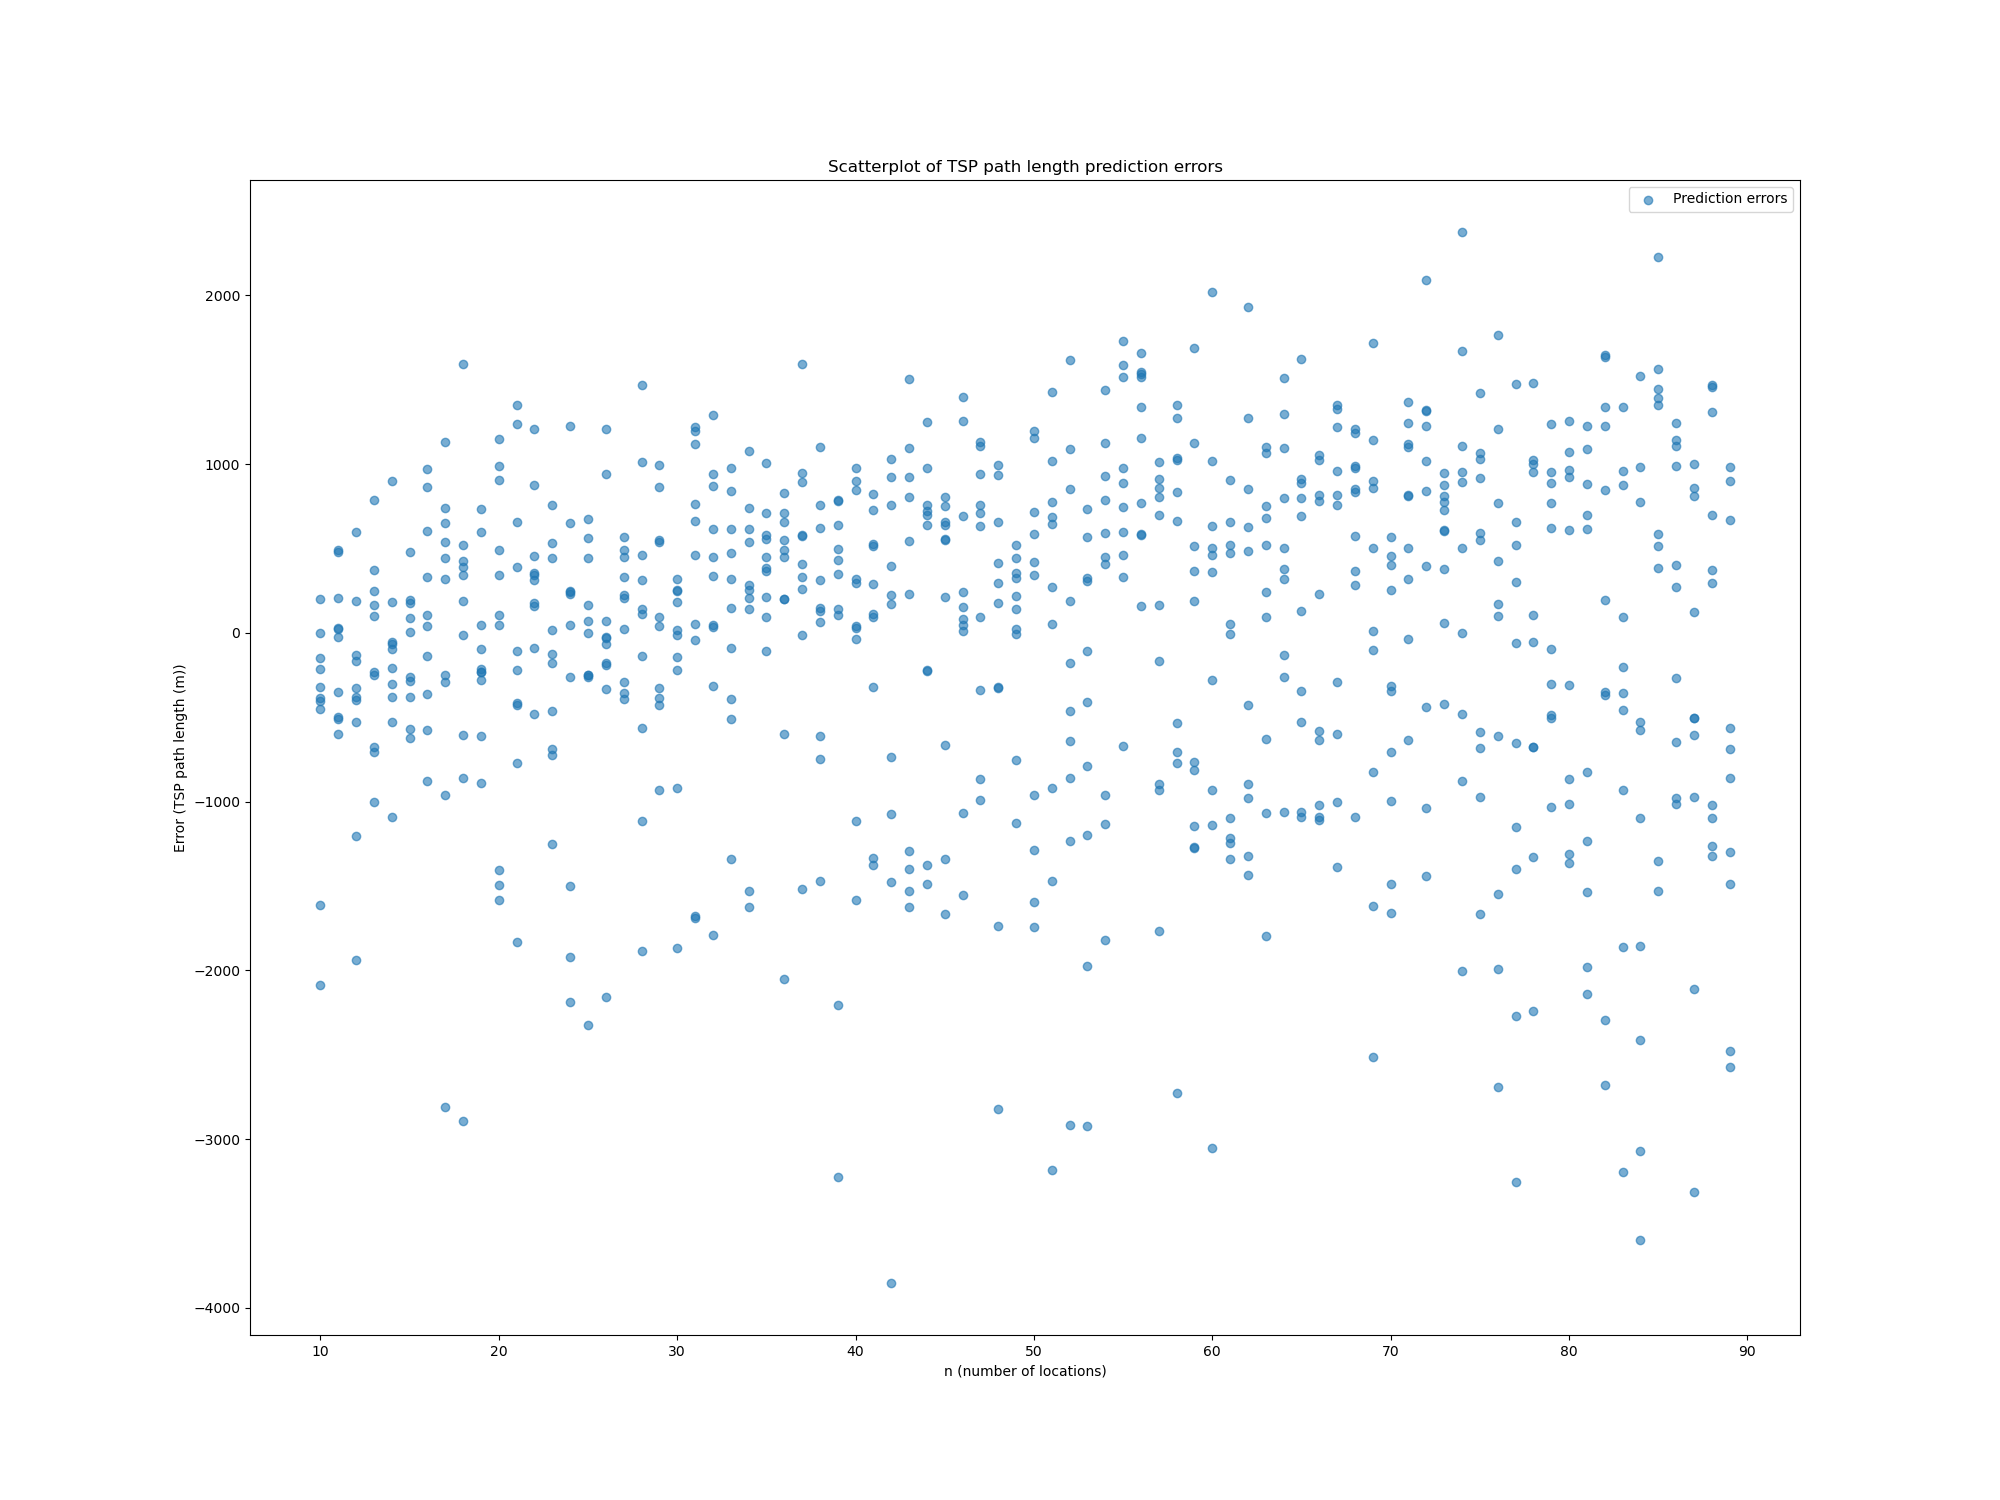 Scatterplot of TSP path length prediction errors
Prediction errors
2000
1000
0
−1000
−2000
−3000
−4000
Error (TSP path length (m))
10 20 30 40 50 60 70 80 90
n (number of locations)